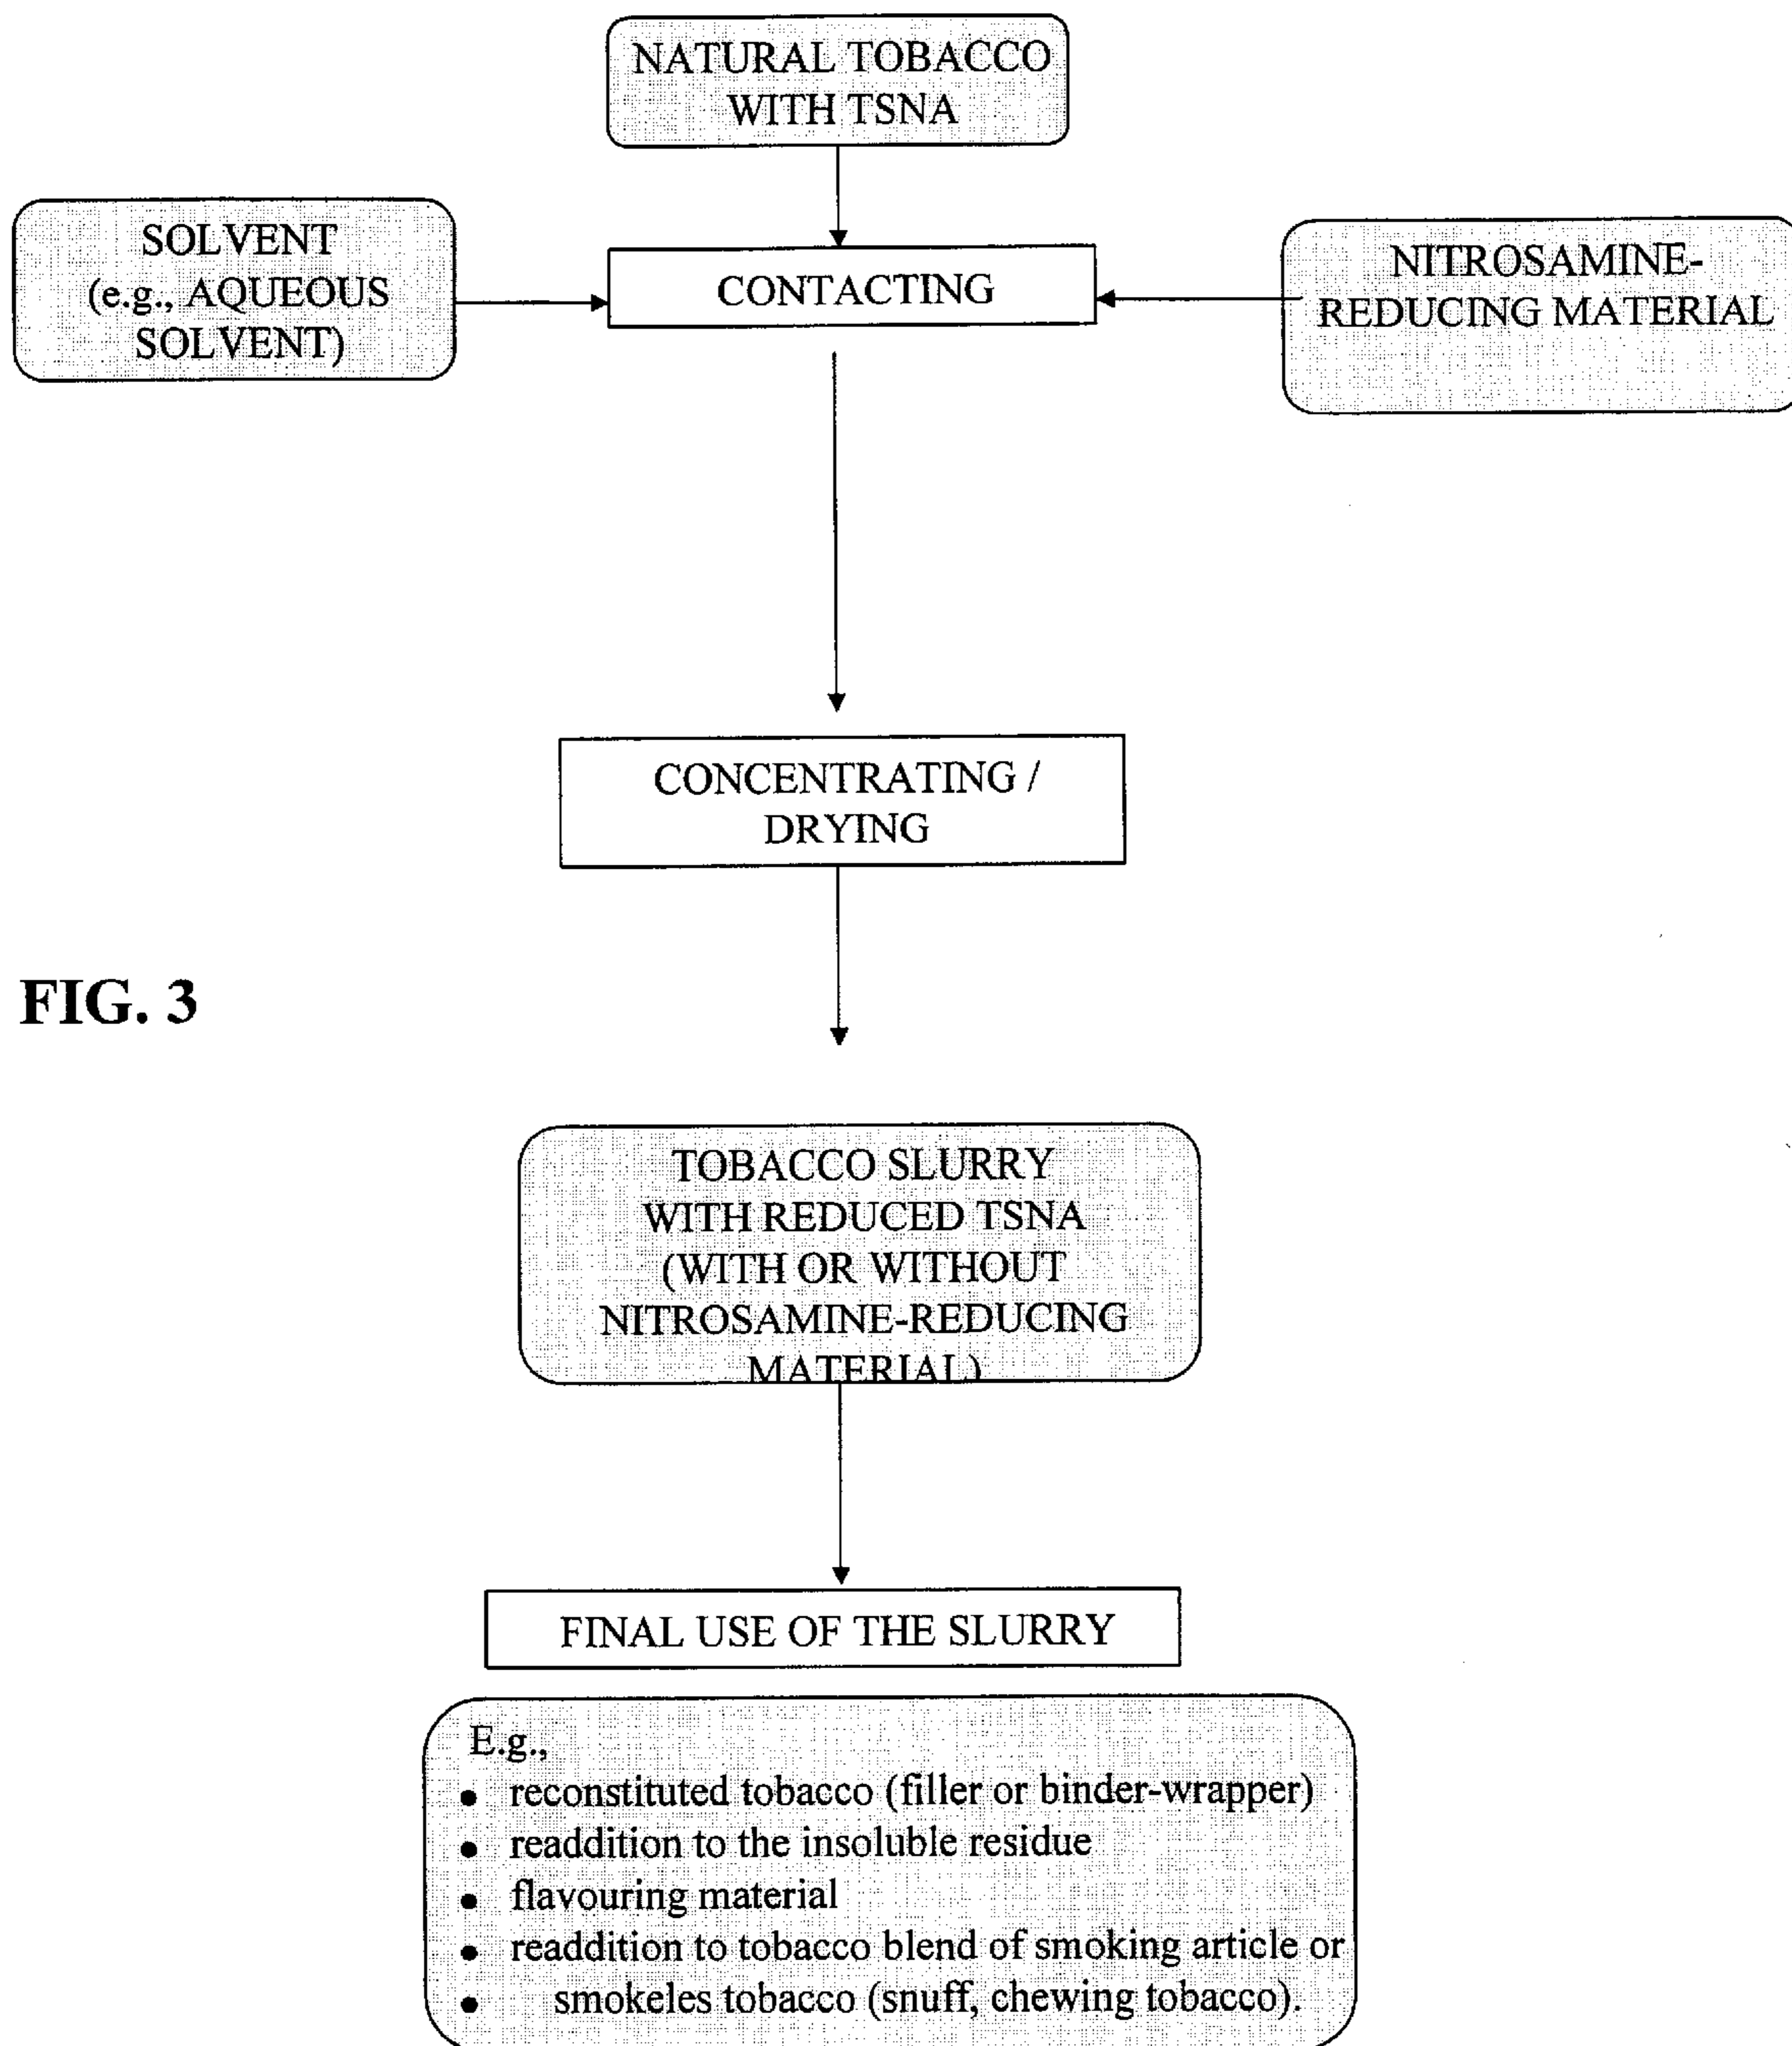 NATURAL TOBACCO
WITH TSNA
SOLVENT
(e.g., AQUEOUS
SOLVENT)
CONTACTING
NITROSAMINE-
REDUCING MATERIAL
CONCENTRATING /
DRYING
FIG. 3
TOBACCO SLURRY
WITH REDUCED TSNA
(WITH OR WITHOUT
NITROSAMINE-REDUCING
MATERIAL)
FINAL USE OF THE SLURRY
E.g.,
• reconstituted tobacco (filler or binder-wrapper)
• readdition to the insoluble residue
• flavouring material
• readdition to tobacco blend of smoking article or
• smokeles tobacco (snuff, chewing tobacco).